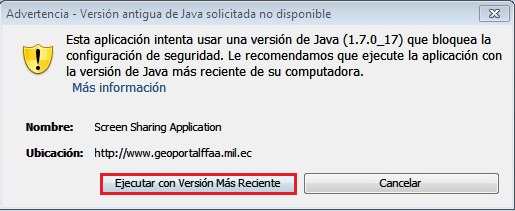 Advertencia - Versión antigua de Java solicitada no disponible
Esta aplicación intenta usar una versión de Java (1.7.0_17) que bloquea la
configuración de seguridad. Le recomendamos que ejecute la aplicación con
la versión de Java más reciente de su computadora.
Más información
Nombre: Screen Sharing Application
Ubicación: http://www.geoportalffaa.mil.ec
Ejecutar con Versión Más Reciente Cancelar